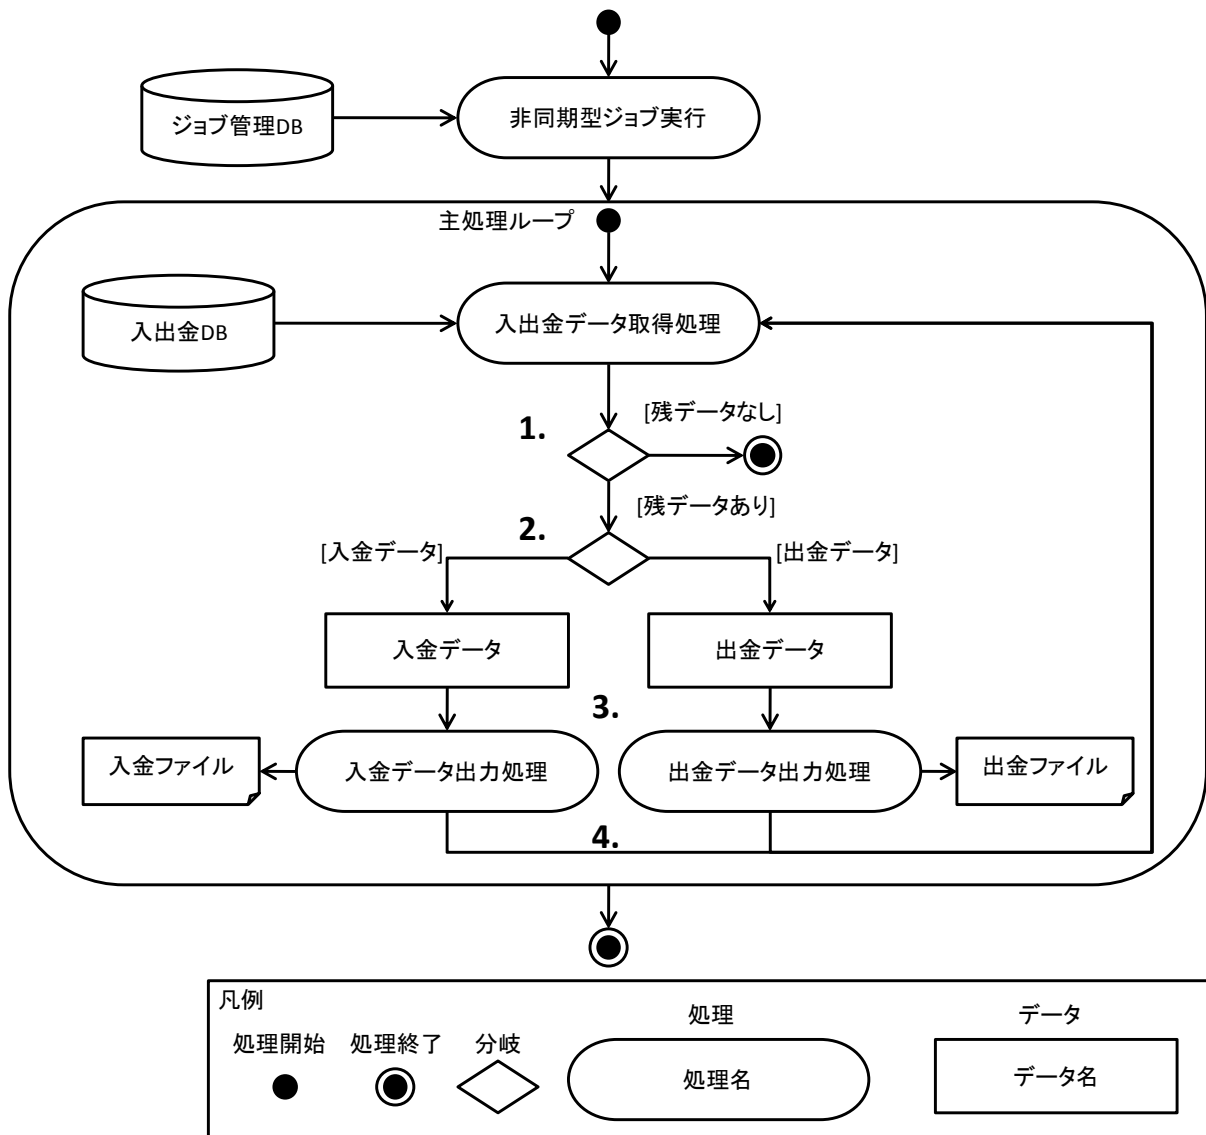 ジョブ管理DB
非同期型ジョブ実行
主処理ループ
入出金DB
入出金データ取得処理
1.
[残データなし]
[残データあり]
2.
[入金データ]
[出金データ]
入金データ
出金データ
3.
入金ファイル
入金データ出力処理
出金データ出力処理
出金ファイル
4.
凡例
処理開始
処理終了
分岐
処理
処理名
データ
データ名